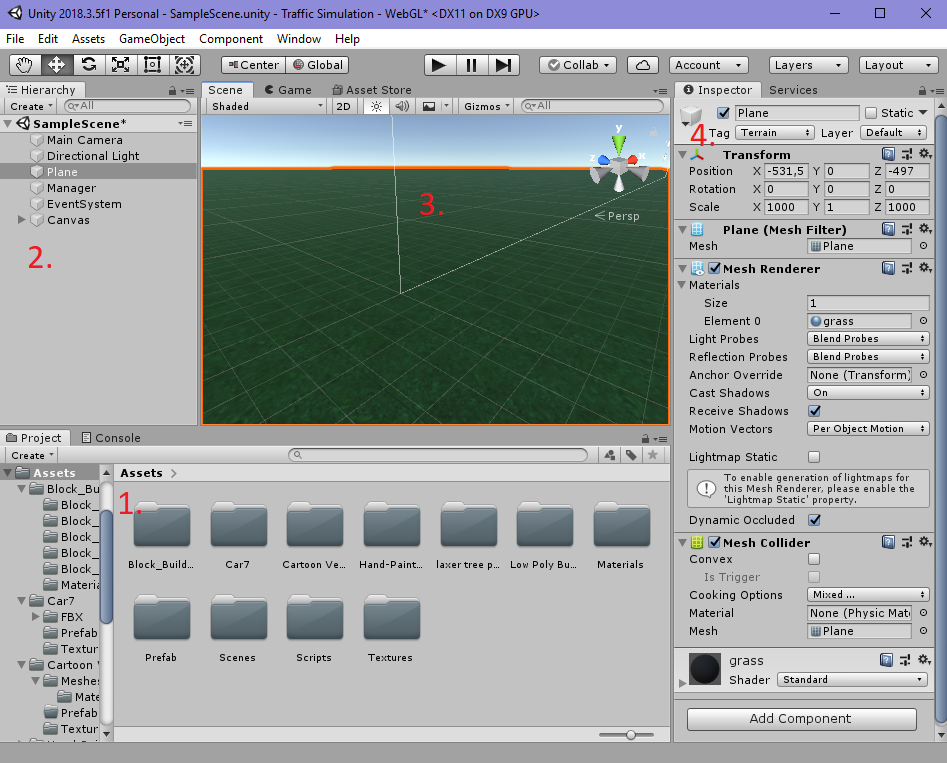 Unity 2018.3.5f1 Personal - SampleScene.unity - Traffic Simulation - WebGL* <DX11 on DX9 GPU>
File Edit Assets GameObject Component Window Help
Center Global Collab Account Layers Layout
Hierarchy
Create All
SampleScene*
Main Camera
Directional Light
Plane
Manager
EventSystem
Canvas
2.
Scene Game Asset Store
Shaded 2D Gizmos All
y
z x
Persp
3.
Inspector Services
Plane Static
4. Tag Terrain Layer Default
Transform
Position X -531,5 Y 0 Z -497
Rotation X 0 Y 0 Z 0
Scale X 1000 Y 1 Z 1000
Plane (Mesh Filter)
Mesh Plane
Mesh Renderer
Materials
Size 1
Element 0 grass
Light Probes Blend Probes
Reflection Probes Blend Probes
Anchor Override None (Transform)
Cast Shadows On
Receive Shadows
Motion Vectors Per Object Motion
Lightmap Static
To enable generation of lightmaps for
this Mesh Renderer, please enable the
'Lightmap Static' property.
Dynamic Occluded
Mesh Collider
Convex
Is Trigger
Cooking Options Mixed ...
Material None (Physic Mate
Mesh Plane
grass
Shader Standard
Add Component
Project Console
Create
Assets
Block_Bu
Block_
Block_
Block_
Block_
Block_
Materia
Car7
FBX
Prefab
Textur
Cartoon V
Meshes
Mate
Prefab
Textur
Assets
1.
Block_Build... Car7 Cartoon Ve... Hand-Paint... laxer tree p... Low Poly Bu... Materials
Prefab Scenes Scripts Textures